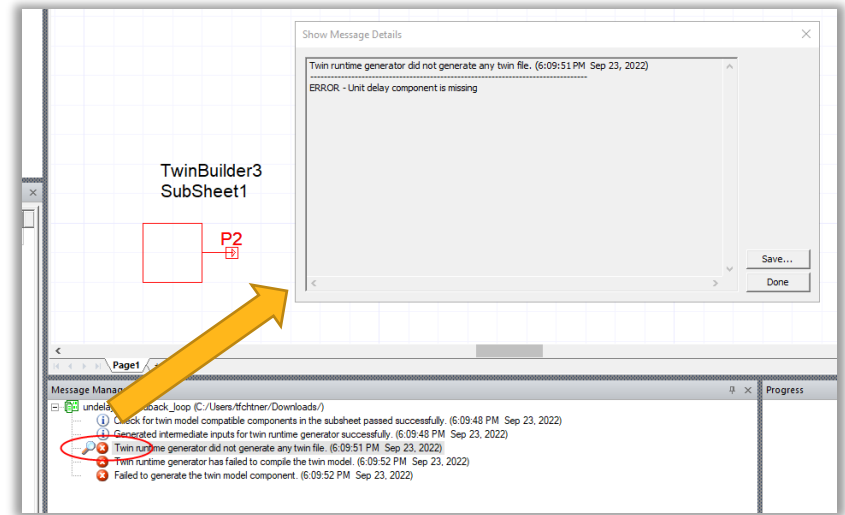 Show Message Details
Twin runtime generator did not generate any twin file. (6:09:51 PM Sep 23, 2022)
--------------------------------------------------------------------------------
ERROR - Unit delay component is missing
TwinBuilder3
SubSheet1
P2
Save...
Done
Page1
Message Mana
Progress
back_loop (C:/Users/tfchtner/Downloads/)
for twin model compatible components in the subsheet passed successfully. (6:09:48 PM Sep 23, 2022)
Generated intermediate inputs for twin runtime generator successfully. (6:09:48 PM Sep 23, 2022)
Twin runtime generator did not generate any twin file. (6:09:51 PM Sep 23, 2022)
Twin runtime generator has failed to compile the twin model. (6:09:52 PM Sep 23, 2022)
Failed to generate the twin model component. (6:09:52 PM Sep 23, 2022)